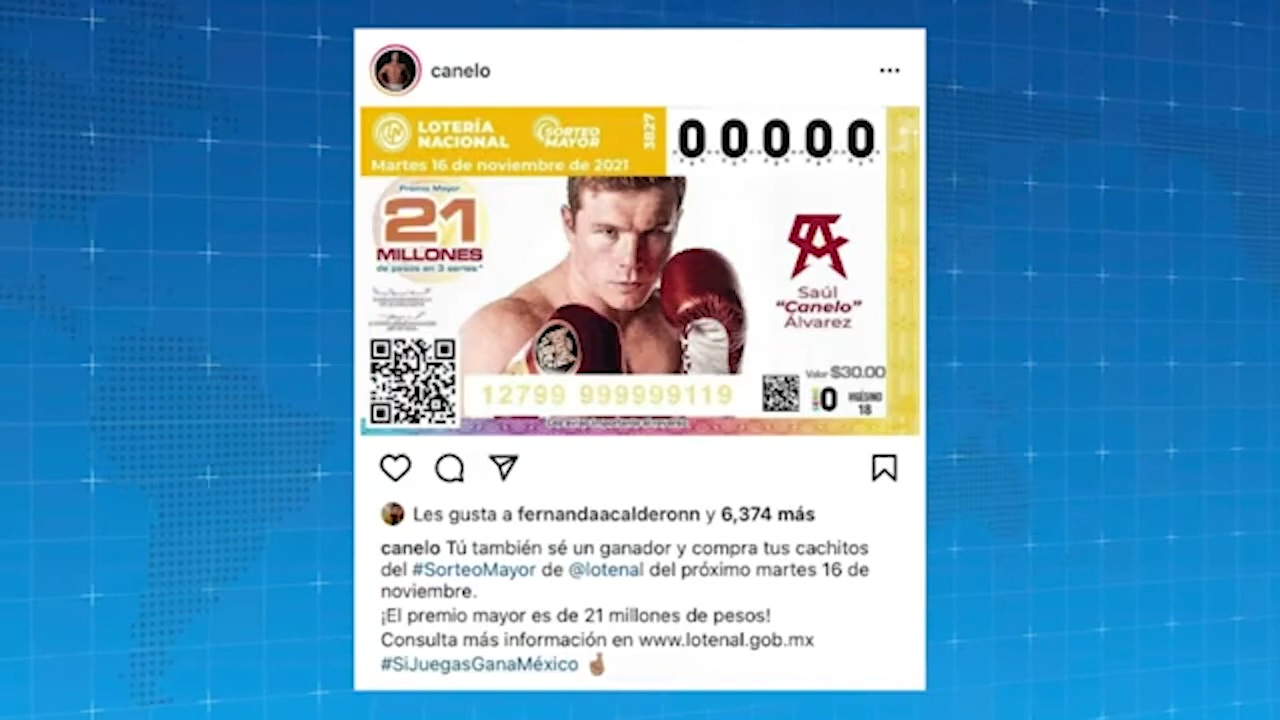 canelo
LOTERÍA
NACIONAL
SORTEO
MAYOR
3827
00000
Martes 16 de noviembre de 2021
Premio Mayor
21
MILLONES
de pesos en 3 series*
Saúl
"Canelo"
Álvarez
Valor $30.00
12799 999999119
0
VIGÉSIMO
18
Les gusta a fernandaacalderonn y 6,374 más
canelo Tú también sé un ganador y compra tus cachitos
del #SorteoMayor de @lotenal del próximo martes 16 de
noviembre.
¡El premio mayor es de 21 millones de pesos!
Consulta más información en www.lotenal.gob.mx
#SiJuegasGanaMéxico